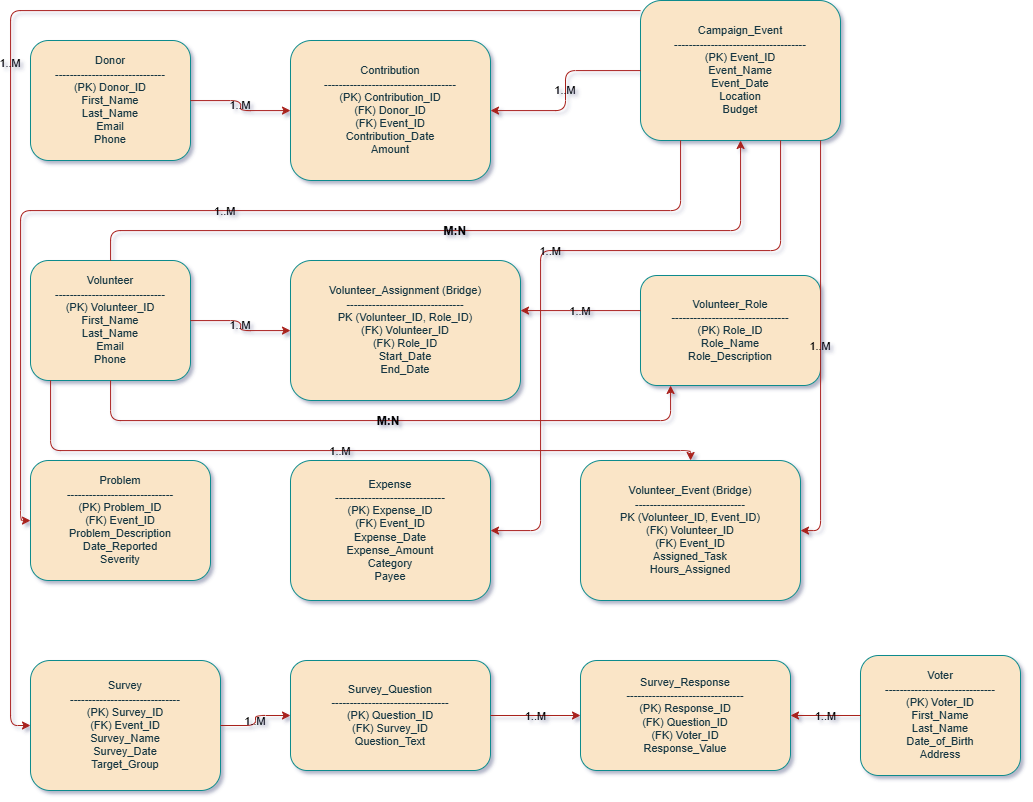 Campaign_Event
--------------------------------------
(PK) Event_ID
Event_Name
Event_Date
Location
Budget
Donor
--------------------------------
(PK) Donor_ID
First_Name
Last_Name
Email
Phone
Contribution
--------------------------------------
(PK) Contribution_ID
(FK) Donor_ID
(FK) Event_ID
Contribution_Date
Amount
1..M
1..M
1..M
1..M
M:N
1..M
Volunteer
--------------------------------
(PK) Volunteer_ID
First_Name
Last_Name
Email
Phone
1..M
Volunteer_Assignment (Bridge)
----------------------------------
PK (Volunteer_ID, Role_ID)
(FK) Volunteer_ID
(FK) Role_ID
Start_Date
End_Date
1..M
Volunteer_Role
----------------------------------
(PK) Role_ID
Role_Name
Role_Description
1..M
M:N
1..M
Problem
-------------------------------
(PK) Problem_ID
(FK) Event_ID
Problem_Description
Date_Reported
Severity
Expense
--------------------------------
(PK) Expense_ID
(FK) Event_ID
Expense_Date
Expense_Amount
Category
Payee
Volunteer_Event (Bridge)
--------------------------------
PK (Volunteer_ID, Event_ID)
(FK) Volunteer_ID
(FK) Event_ID
Assigned_Task
Hours_Assigned
Survey
--------------------------------
(PK) Survey_ID
(FK) Event_ID
Survey_Name
Survey_Date
Target_Group
1..M
Survey_Question
----------------------------------
(PK) Question_ID
(FK) Survey_ID
Question_Text
1..M
Survey_Response
----------------------------------
(PK) Response_ID
(FK) Question_ID
(FK) Voter_ID
Response_Value
1..M
Voter
--------------------------------
(PK) Voter_ID
First_Name
Last_Name
Date_of_Birth
Address